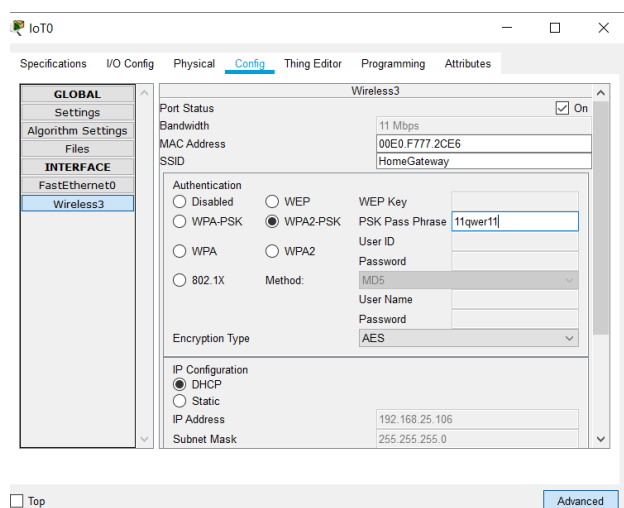 IoT0
Specifications I/O Config Physical Config Thing Editor Programming Attributes
GLOBAL
Settings
Algorithm Settings
Files
INTERFACE
FastEthernet0
Wireless3
Wireless3
Port Status On
Bandwidth 11 Mbps
MAC Address 00E0.F777.2CE6
SSID HomeGateway
Authentication
Disabled WEP WEP Key
WPA-PSK WPA2-PSK PSK Pass Phrase 11qwer11
User ID
WPA WPA2
Password
802.1X Method: MD5
User Name
Password
Encryption Type AES
IP Configuration
DHCP
Static
IP Address 192.168.25.106
Subnet Mask 255.255.255.0
Top Advanced